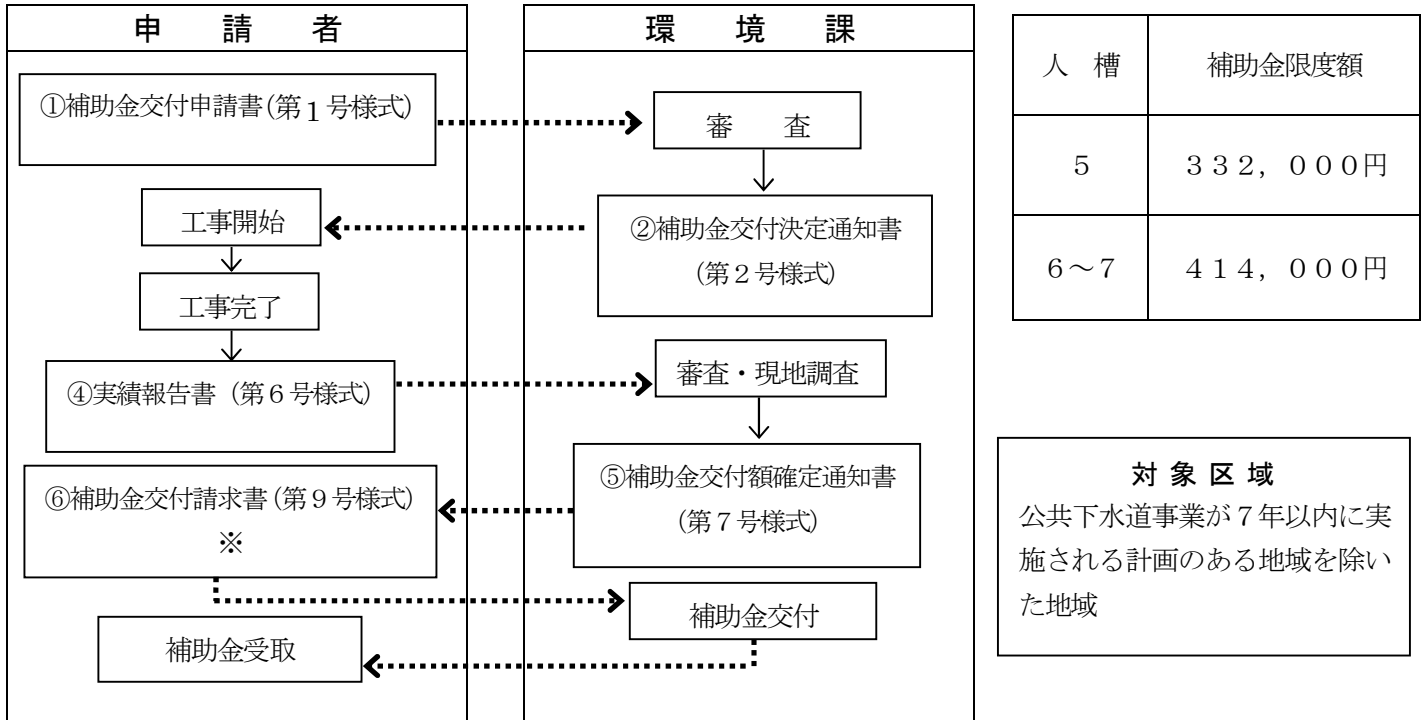 申　請　者
①補助金交付申請書(第１号様式)
工事開始
工事完了
④実績報告書（第６号様式）
⑥補助金交付請求書(第９号様式)
※
補助金受取
環　境　課
審　　査
②補助金交付決定通知書
（第２号様式）
審査・現地調査
⑤補助金交付額確定通知書
（第７号様式）
補助金交付
人　槽　補助金限度額
５　３３２，０００円
６～７　４１４，０００円
対 象 区 域
公共下水道事業が７年以内に実
施される計画のある地域を除い
た地域